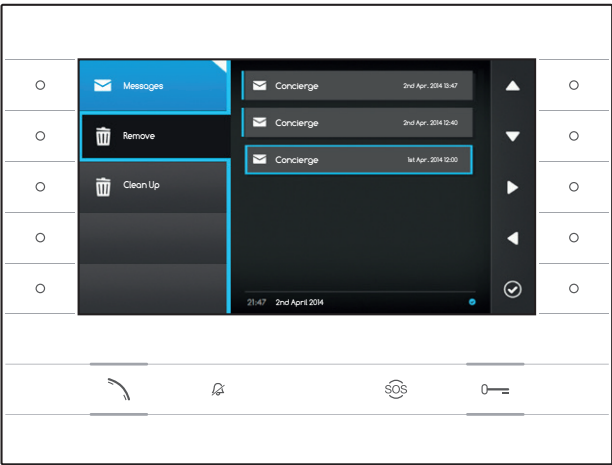 Messages
Remove
Clean Up
Concierge 2nd Apr. 2014 13:47
Concierge 2nd Apr. 2014 12:40
Concierge 1st Apr. 2014 12:00
21:47 2nd April 2014
SOS